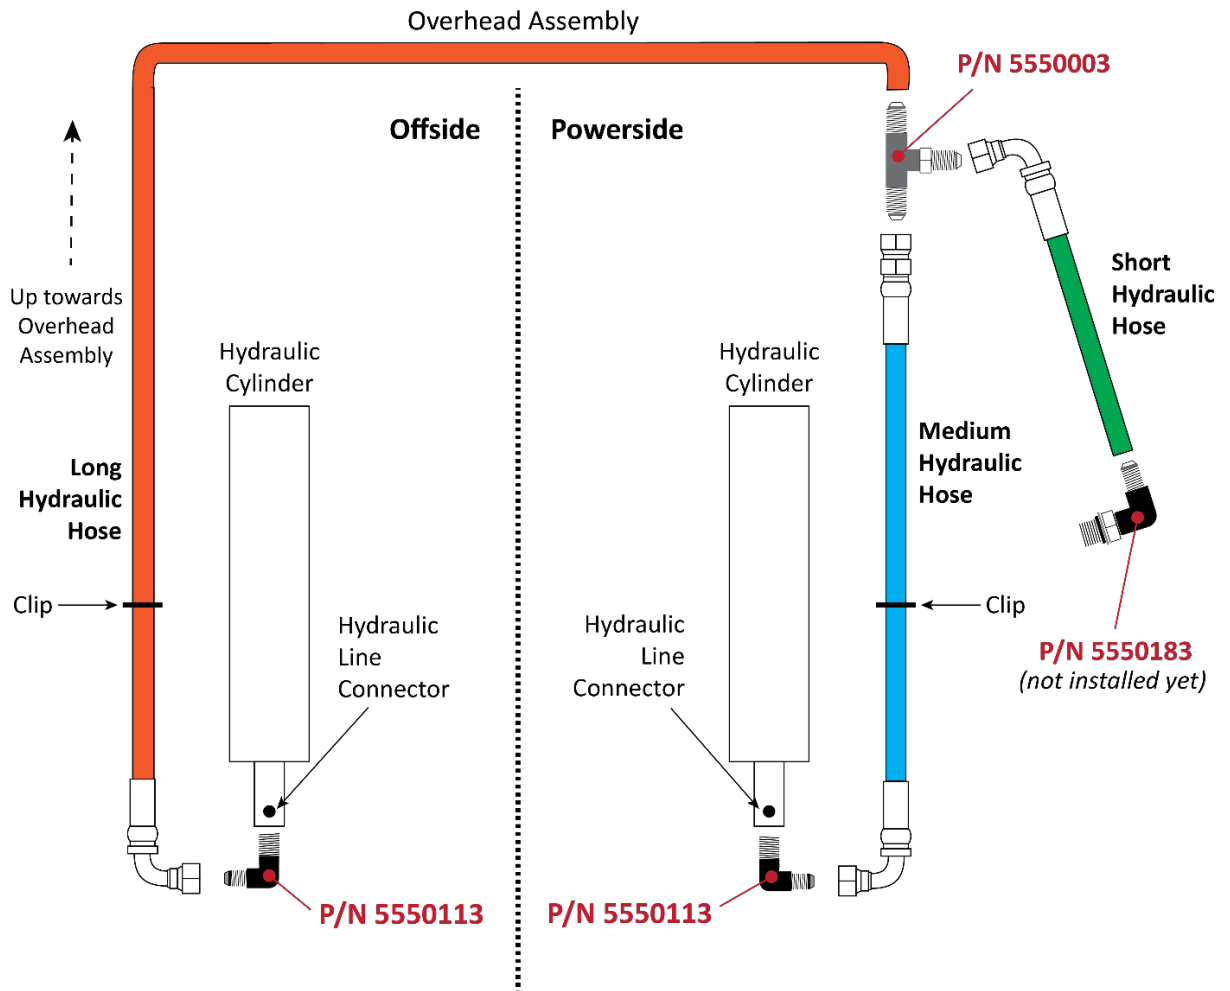 Overhead Assembly
P/N 5550003
Offside
Powerside
Up towards
Overhead
Assembly
Short
Hydraulic
Hose
Hydraulic
Cylinder
Hydraulic
Cylinder
Long
Hydraulic
Hose
Medium
Hydraulic
Hose
Clip
Clip
Hydraulic
Line
Connector
Hydraulic
Line
Connector
P/N 5550183
(not installed yet)
P/N 5550113
P/N 5550113